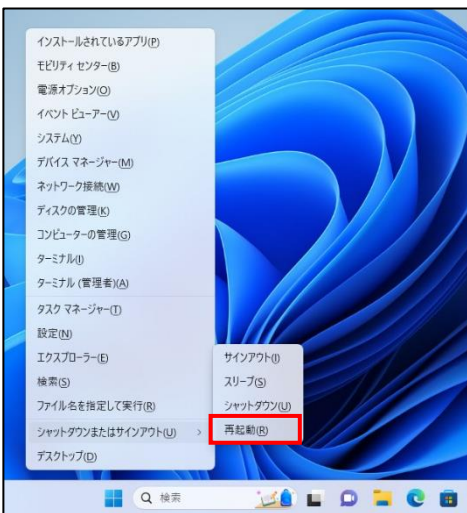 インストールされているアプリ(P)
モビリティ センター(B)
電源オプション(O)
イベント ビューアー(V)
システム(Y)
デバイス マネージャー(M)
ネットワーク接続(W)
ディスクの管理(K)
コンピューターの管理(G)
ターミナル(I)
ターミナル (管理者)(A)
タスク マネージャー(T)
設定(N)
エクスプローラー(E)
検索(S)
ファイル名を指定して実行(R)
シャットダウンまたはサインアウト(U) >
デスクトップ(D)
サインアウト(I)
スリープ(S)
シャットダウン(U)
再起動(R)
検索